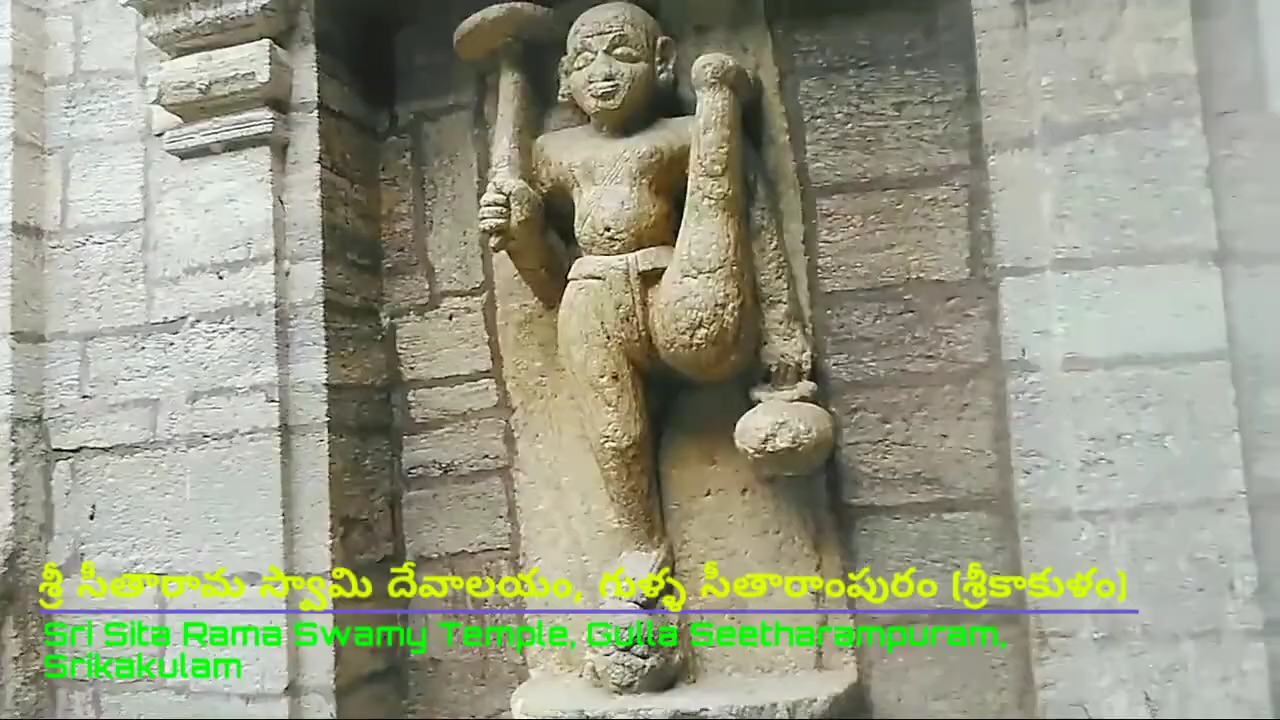 శ్రీ సీతారామ స్వామి దేవాలయం, గుళ్ళ సీతారాంపురం (శ్రీకాకుళం)
Sri Sita Rama Swamy Temple, Gulla Seetharampuram,
Srikakulam